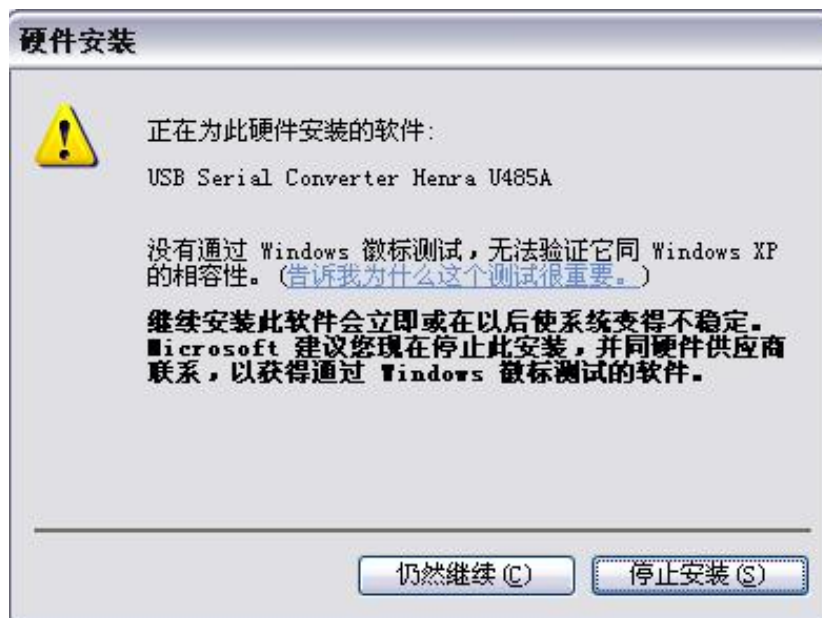 硬件安装
正在为此硬件安装的软件:
USB Serial Converter Henra U485A
没有通过 Windows 徽标测试，无法验证它同 Windows XP
的相容性。(告诉我为什么这个测试很重要。)
继续安装此软件会立即或在以后使系统变得不稳定。
Microsoft 建议您现在停止此安装，并同硬件供应商
联系，以获得通过 Windows 徽标测试的软件。
仍然继续(C)
停止安装(S)